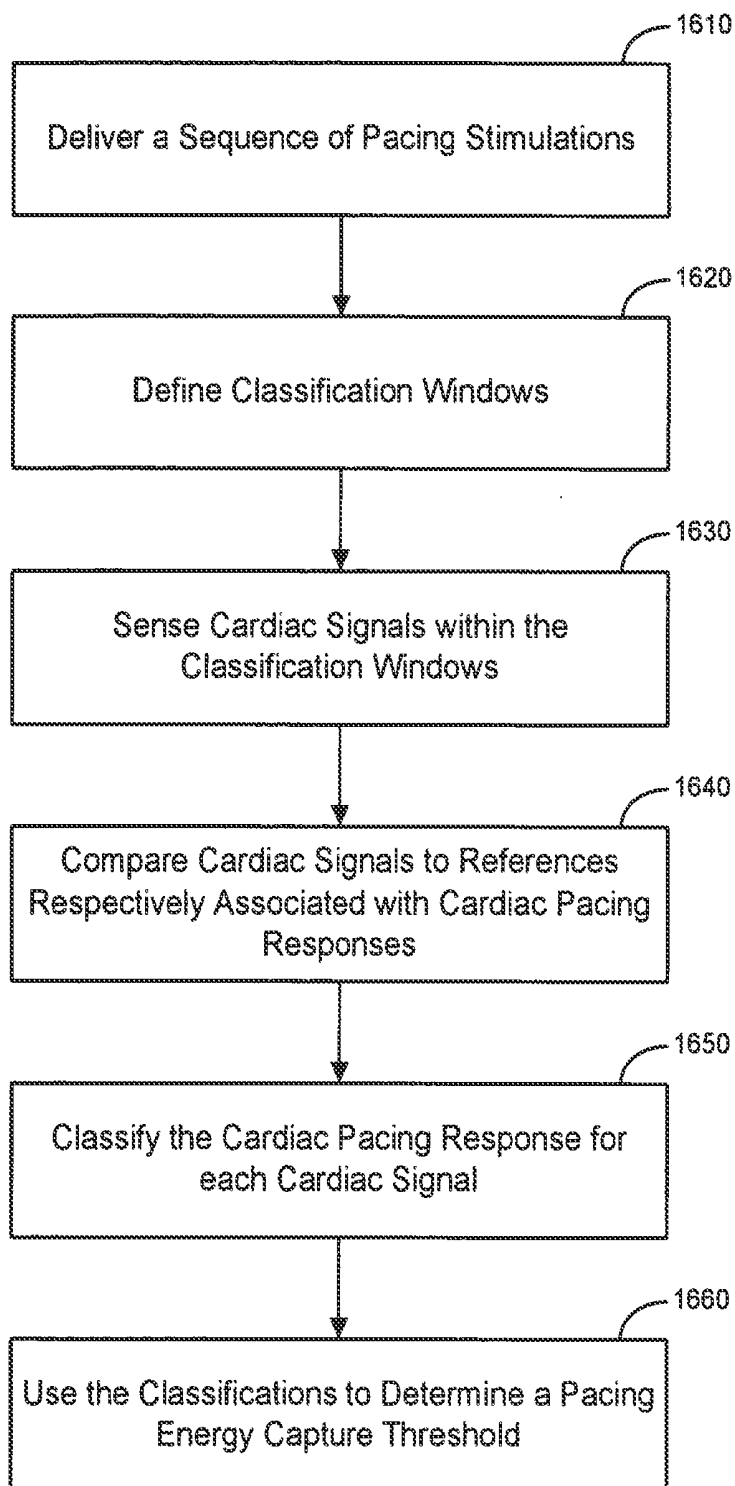 1610
Deliver a Sequence of Pacing Stimulations
1620
Define Classification Windows
1630
Sense Cardiac Signals within the
Classification Windows
1640
Compare Cardiac Signals to References
Respectively Associated with Cardiac Pacing
Responses
1650
Classify the Cardiac Pacing Response for
each Cardiac Signal
1660
Use the Classifications to Determine a Pacing
Energy Capture Threshold